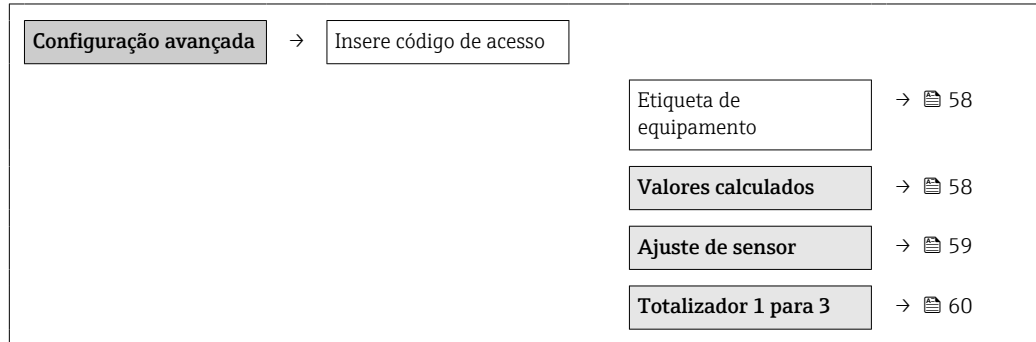 Configuração avançada → Insere código de acesso
Etiqueta de → 58
equipamento
Valores calculados → 58
Ajuste de sensor → 59
Totalizador 1 para 3 → 60